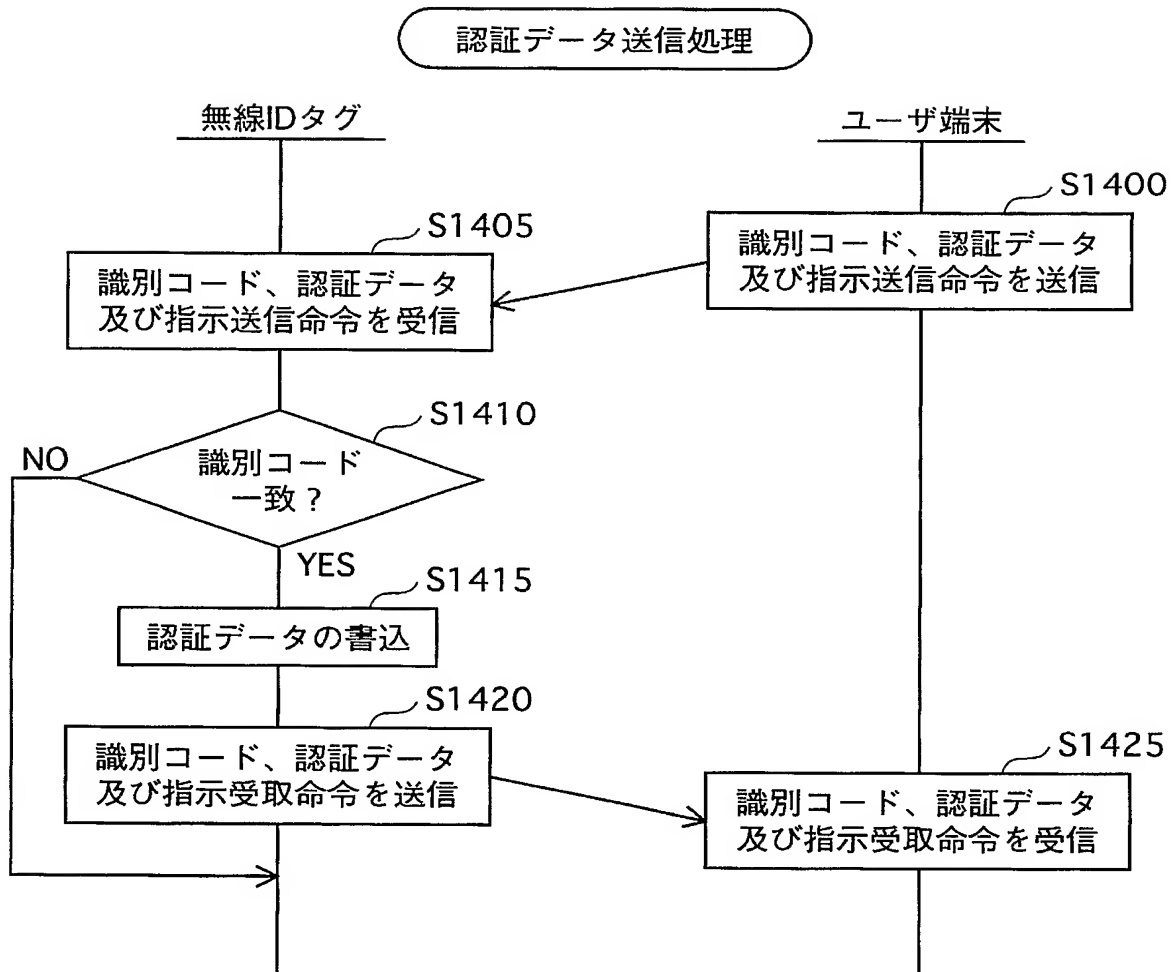 認証データ送信処理
無線IDタグ
ユーザ端末
S1400
識別コード、認証データ
及び指示送信命令を送信
S1405
識別コード、認証データ
及び指示送信命令を受信
S1410
識別コード
一致？
NO
YES
S1415
認証データの書込
S1420
識別コード、認証データ
及び指示受取命令を送信
S1425
識別コード、認証データ
及び指示受取命令を受信